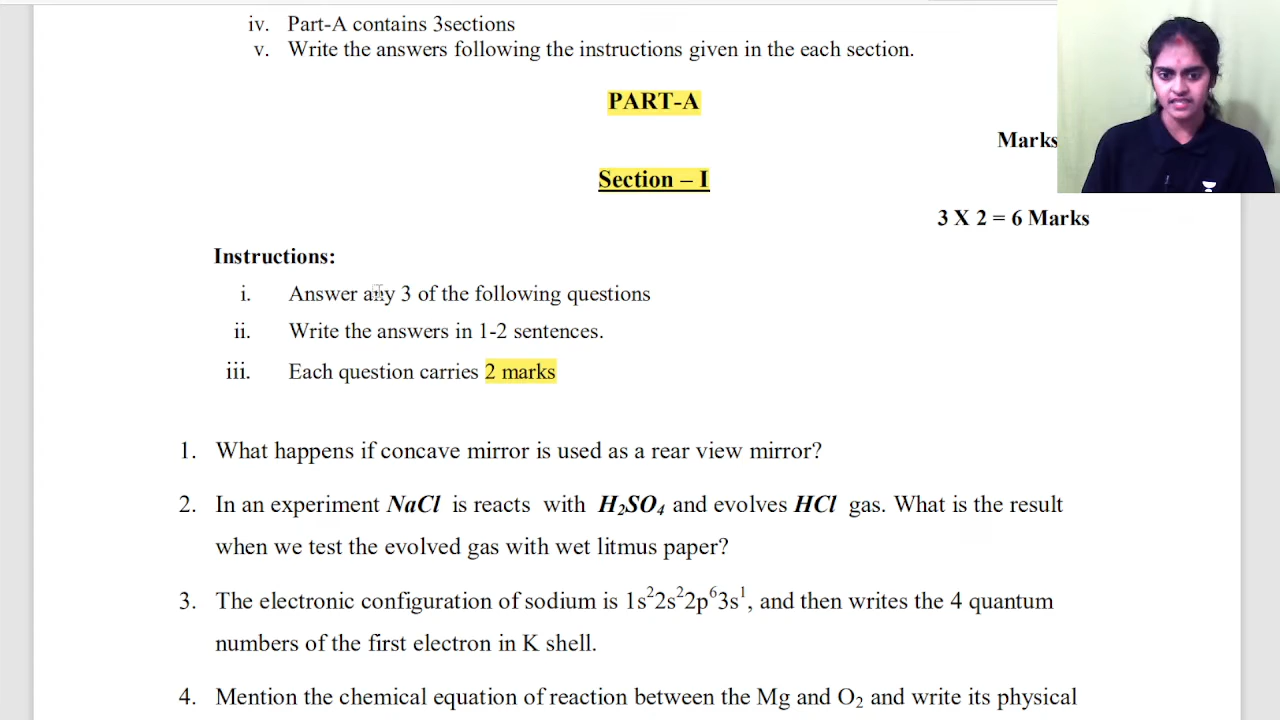 iv. Part-A contains 3sections
v. Write the answers following the instructions given in the each section.
PART-A
Marks
Section – I
3 X 2 = 6 Marks
Instructions:
i. Answer any 3 of the following questions
ii. Write the answers in 1-2 sentences.
iii. Each question carries 2 marks
1. What happens if concave mirror is used as a rear view mirror?
2. In an experiment NaCl is reacts with H₂SO₄ and evolves HCl gas. What is the result
when we test the evolved gas with wet litmus paper?
3. The electronic configuration of sodium is 1s²2s²2p⁶3s¹, and then writes the 4 quantum
numbers of the first electron in K shell.
4. Mention the chemical equation of reaction between the Mg and O₂ and write its physical